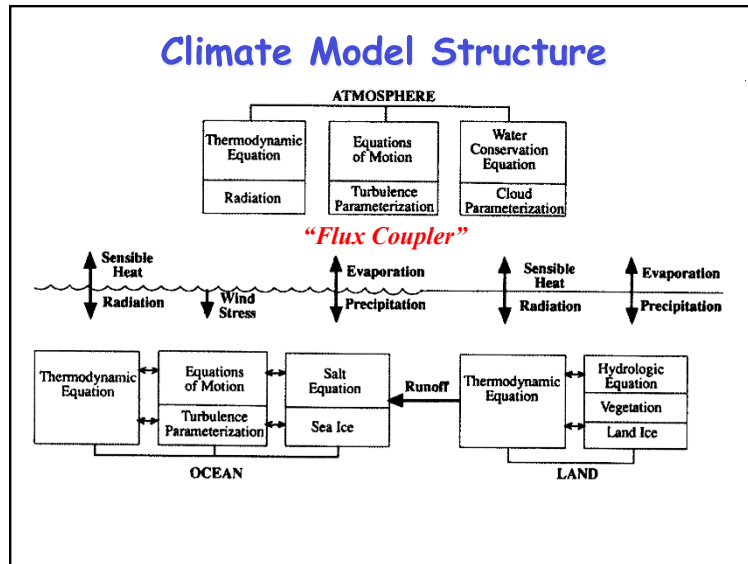 Climate Model Structure
ATMOSPHERE
Thermodynamic
Equation
Radiation
Equations
of Motion
Turbulence
Parameterization
Water
Conservation
Equation
Cloud
Parameterization
“Flux Coupler”
Sensible
Heat
Radiation
Wind
Stress
Evaporation
Precipitation
Sensible
Heat
Radiation
Evaporation
Precipitation
Thermodynamic
Equation
Equations
of Motion
Turbulence
Parameterization
Salt
Equation
Sea Ice
OCEAN
Runoff
Thermodynamic
Equation
Hydrologic
Equation
Vegetation
Land Ice
LAND